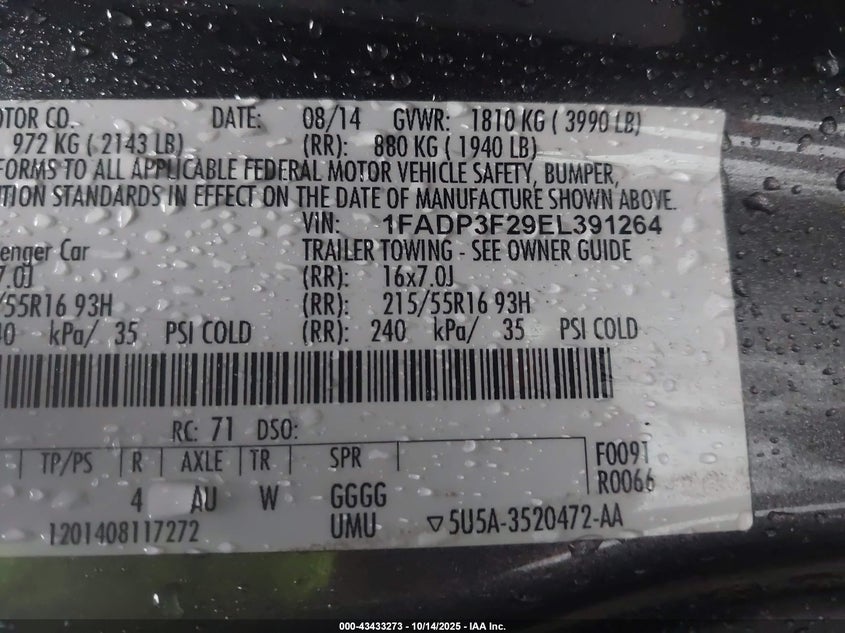 OTOR CO. DATE: 08/14 GVWR: 1810 KG ( 3990 LB)
972 KG ( 2143 LB) (RR): 880 KG ( 1940 LB)
FORMS TO ALL APPLICABLE FEDERAL MOTOR VEHICLE SAFETY, BUMPER,
TION STANDARDS IN EFFECT ON THE DATE OF MANUFACTURE SHOWN ABOVE.
VIN: 1FADP3F29EL391264
enger Car TRAILER TOWING - SEE OWNER GUIDE
7.0J (RR): 16x7.0J
/55R16 93H (RR): 215/55R16 93H
40 kPa/ 35 PSI COLD (RR): 240 kPa/ 35 PSI COLD
RC: 71 DSO:
TP/PS R AXLE TR SPR F0091
R0066
4 AU W GGGG
1201408117272 UMU ▽5U5A-3520472-AA
000-43433273 - 10/14/2025 - IAA Inc.